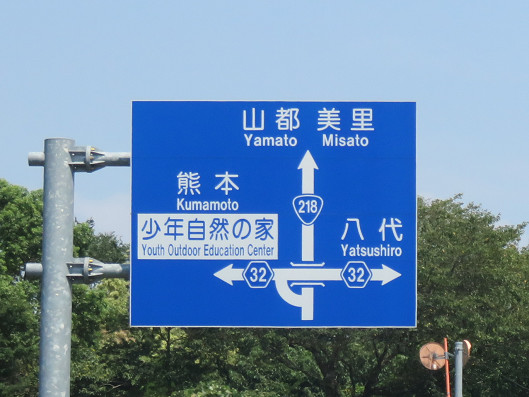 山都 美里
Yamato Misato
熊本
Kumamoto
218
少年自然の家
Youth Outdoor Education Center
八代
Yatsushiro
32
32